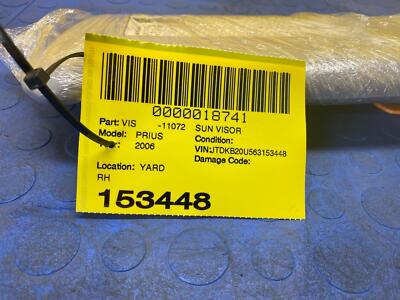 0000018741
Part: VIS -11072 SUN VISOR
Model: PRIUS Condition:
2006 VIN:JTDKB20U563153448
Damage Code:
Location: YARD
RH
153448